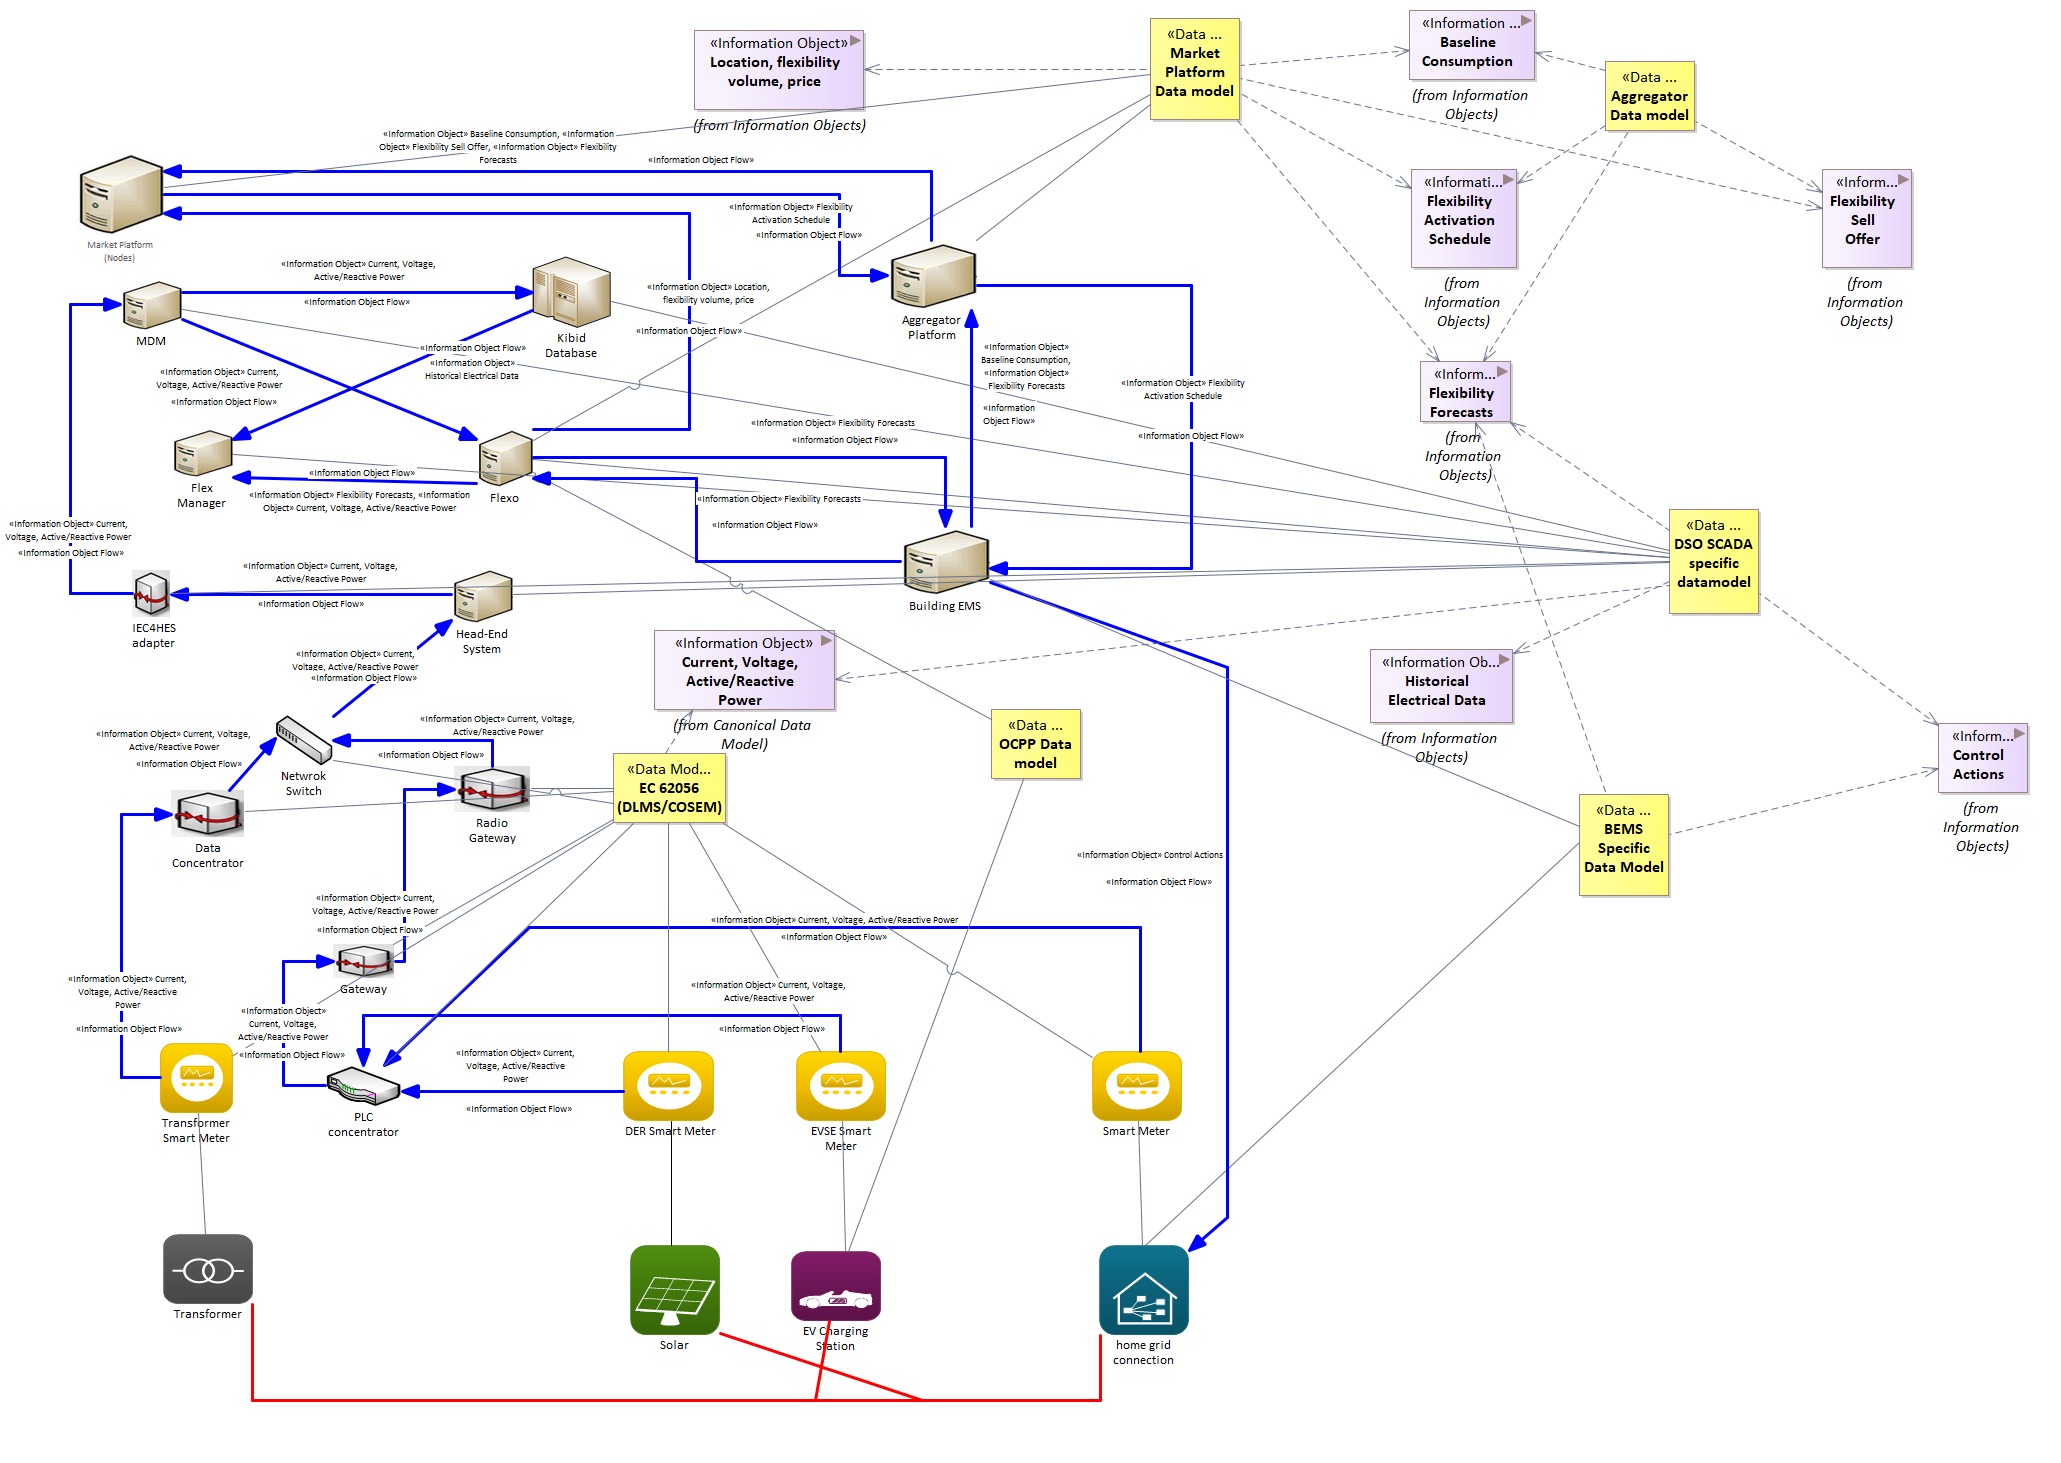 «Information Object»
Location, flexibility
volume, price
(from Information Objects)
«Data ...
Market
Platform
Data model
«Information ...
Baseline
Consumption
(from Information
Objects)
«Data ...
Aggregator
Data model
«Information Object» Baseline Consumption, «Information
Object» Flexibility Sell Offer, «Information Object» Flexibility
Forecasts
«Information Object Flow»
Market Platform
(Nodes)
«Information Object» Flexibility
Activation Schedule
«Information Object Flow»
«Informati...
Flexibility
Activation
Schedule
(from
Information
Objects)
«Inform...
Flexibility
Sell
Offer
(from
Information
Objects)
«Information Object» Current, Voltage,
Active/Reactive Power
«Information Object Flow»
MDM
Kibid
Database
«Information Object» Location,
flexibility volume, price
«Information Object Flow»
Aggregator
Platform
«Information Object Flow»
«Information Object»
Historical Electrical Data
«Information Object» Current,
Voltage, Active/Reactive Power
«Information Object Flow»
«Information Object»
Baseline Consumption,
«Information Object»
Flexibility Forecasts
«Information
Object Flow»
«Information Object» Flexibility
Activation Schedule
«Information Object Flow»
«Inform...
Flexibility
Forecasts
(from
Information
Objects)
«Information Object» Flexibility Forecasts
«Information Object Flow»
Flex
Manager
«Information Object Flow»
«Information Object» Flexibility Forecasts, «Information
Object» Current, Voltage, Active/Reactive Power
Flexo
«Information Object» Flexibility Forecasts
«Information Object Flow»
«Information Object» Current,
Voltage, Active/Reactive Power
«Information Object Flow»
«Data ...
DSO SCADA
specific
datamodel
«Information Object» Current, Voltage,
Active/Reactive Power
«Information Object Flow»
IEC4HES
adapter
Head-End
System
Building EMS
«Information Object» Current,
Voltage, Active/Reactive Power
«Information Object Flow»
«Information Object»
Current, Voltage,
Active/Reactive
Power
(from Canonical Data
Model)
«Information Ob...
Historical
Electrical Data
(from Information
Objects)
«Information Object» Current, Voltage,
Active/Reactive Power
«Information Object Flow»
Netwrok
Switch
«Information Object» Current, Voltage,
Active/Reactive Power
«Information Object Flow»
«Data ...
OCPP Data
model
«Inform...
Control
Actions
(from
Information
Objects)
«Data Mod...
EC 62056
(DLMS/COSEM)
Data
Concentrator
Radio
Gateway
«Data ...
BEMS
Specific
Data Model
«Information Object» Control Actions
«Information Object Flow»
«Information Object» Current,
Voltage, Active/Reactive Power
«Information Object Flow»
«Information Object» Current, Voltage, Active/Reactive Power
«Information Object Flow»
Gateway
«Information Object» Current,
Voltage, Active/Reactive
Power
«Information Object Flow»
«Information Object»
Current, Voltage,
Active/Reactive Power
«Information Object Flow»
«Information Object» Current, Voltage,
Active/Reactive Power
«Information Object Flow»
«Information Object» Current,
Voltage, Active/Reactive
Power
«Information Object Flow»
Transformer
Smart Meter
PLC
concentrator
DER Smart Meter
EVSE Smart
Meter
Smart Meter
Transformer
Solar
EV Charging
Station
home grid
connection